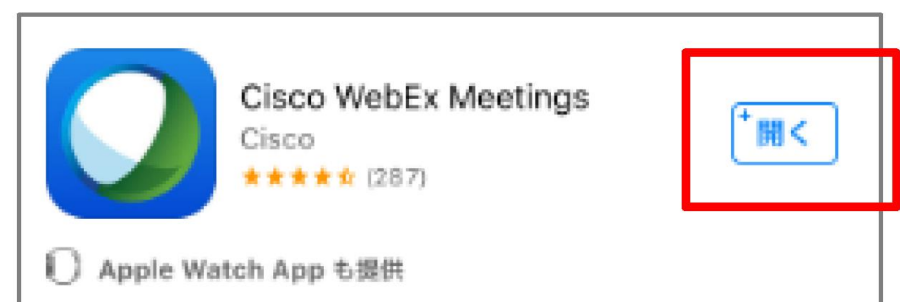 Cisco WebEx Meetings
Cisco
★★★★☆ (287)
+開く
Apple Watch App も提供